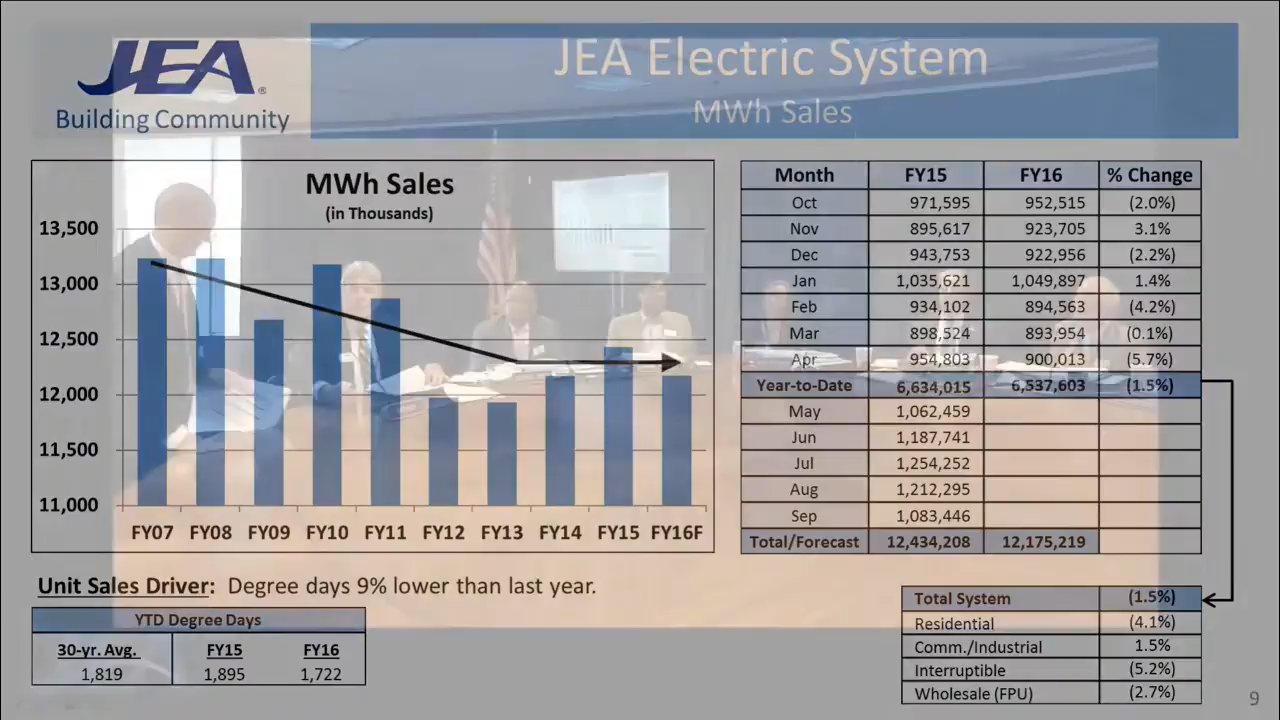 JEA®
Building Community
JEA Electric System
MWh Sales
MWh Sales
(in Thousands)
13,500
13,000
12,500
12,000
11,500
11,000
FY07 FY08 FY09 FY10 FY11 FY12 FY13 FY14 FY15 FY16F
Month FY15 FY16 % Change
Oct 971,595 952,515 (2.0%)
Nov 895,617 923,705 3.1%
Dec 943,753 922,956 (2.2%)
Jan 1,035,621 1,049,897 1.4%
Feb 934,102 894,563 (4.2%)
Mar 898,524 893,954 (0.1%)
Apr 954,803 900,013 (5.7%)
Year-to-Date 6,634,015 6,537,603 (1.5%)
May 1,062,459
Jun 1,187,741
Jul 1,254,252
Aug 1,212,295
Sep 1,083,446
Total/Forecast 12,434,208 12,175,219
Unit Sales Driver: Degree days 9% lower than last year.
YTD Degree Days
30-yr. Avg. FY15 FY16
1,819 1,895 1,722
Total System (1.5%)
Residential (4.1%)
Comm./Industrial 1.5%
Interruptible (5.2%)
Wholesale (FPU) (2.7%)
9